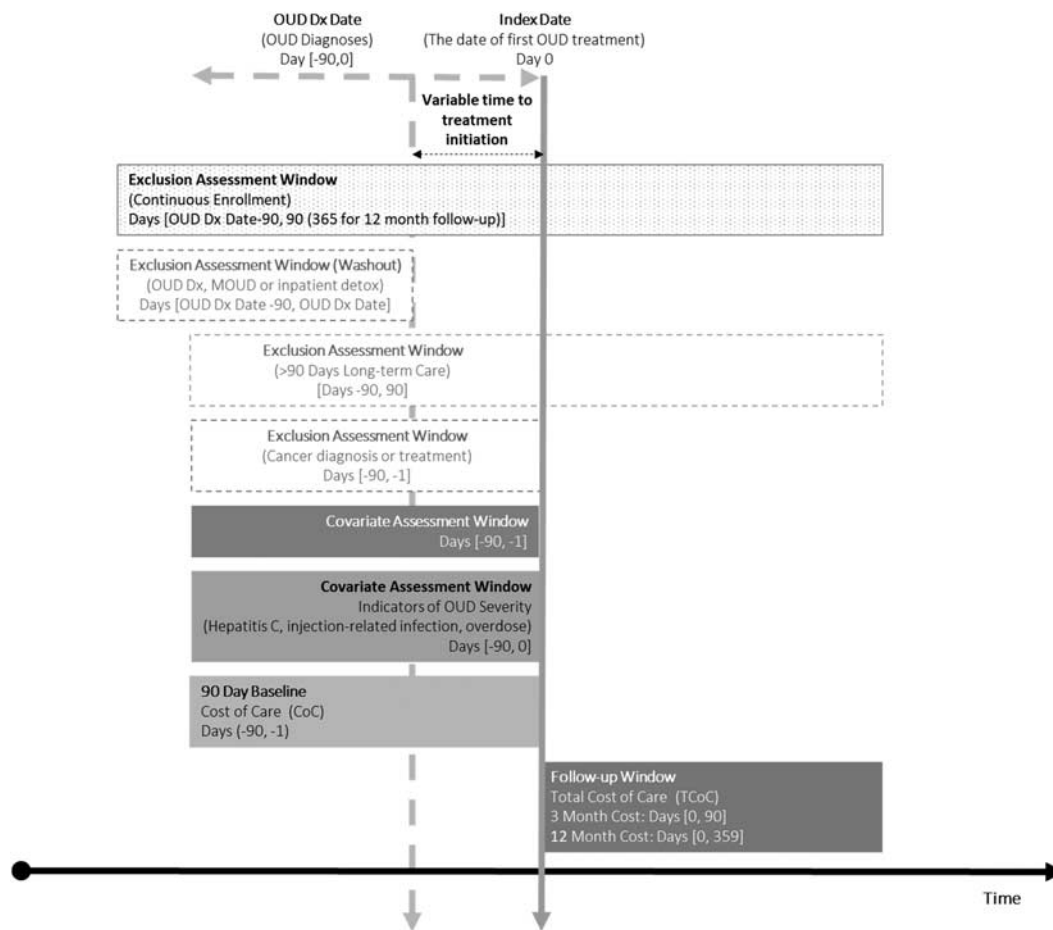 OUD Dx Date
(OUD Diagnoses)
Day [-90,0]
Index Date
(The date of first OUD treatment)
Day 0
Variable time to
treatment
initiation
Exclusion Assessment Window
(Continuous Enrollment)
Days [OUD Dx Date-90, 90 (365 for 12 month follow-up)]
Exclusion Assessment Window (Washout)
(OUD Dx, MOUD or inpatient detox)
Days [OUD Dx Date -90, OUD Dx Date]
Exclusion Assessment Window
(>90 Days Long-term Care)
[Days -90, 90]
Exclusion Assessment Window
(Cancer diagnosis or treatment)
Days [-90, -1]
Covariate Assessment Window
Days [-90, -1]
Covariate Assessment Window
Indicators of OUD Severity
(Hepatitis C, injection-related infection, overdose)
Days [-90, 0]
90 Day Baseline
Cost of Care (CoC)
Days (-90, -1)
Follow-up Window
Total Cost of Care (TCoC)
3 Month Cost: Days [0, 90]
12 Month Cost: Days [0, 359]
Time